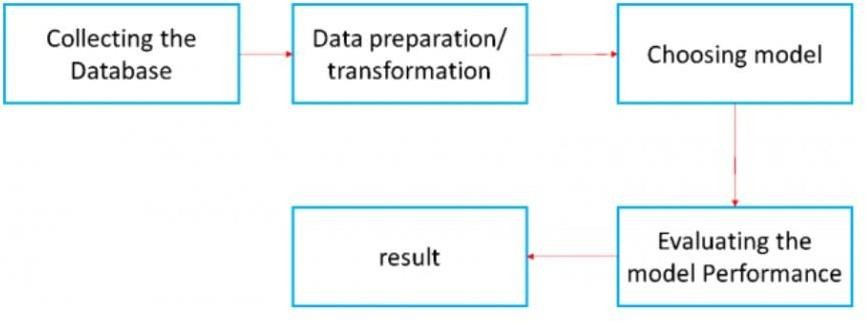 Collecting the
Database
Data preparation/
transformation
Choosing model
Evaluating the
model Performance
result